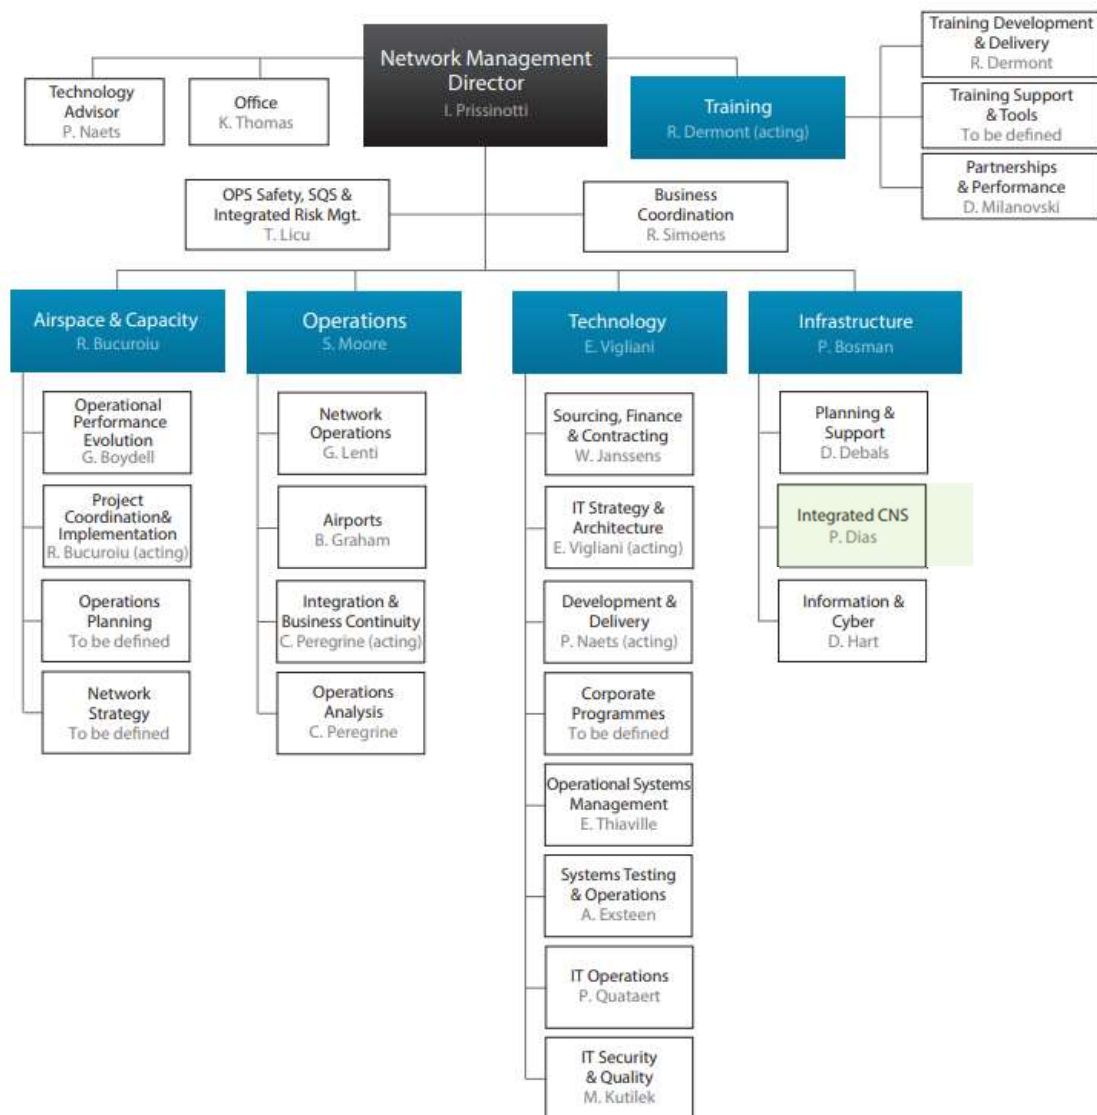 Network Management
Director
I. Prissinotti
Technology
Advisor
P. Naets
Office
K. Thomas
Training
R. Dermont (acting)
Training Development
& Delivery
R. Dermont
Training Support
& Tools
To be defined
Partnerships
& Performance
D. Milanovski
OPS Safety, SQS &
Integrated Risk Mgt.
T. Licu
Business
Coordination
R. Simoens
Airspace & Capacity
R. Bucuroiu
Operational
Performance
Evolution
G. Boydell
Project
Coordination&
Implementation
R. Bucuroiu (acting)
Operations
Planning
To be defined
Network
Strategy
To be defined
Operations
S. Moore
Network
Operations
G. Lenti
Airports
B. Graham
Integration &
Business Continuity
C. Peregrine (acting)
Operations
Analysis
C. Peregrine
Technology
E. Vigliani
Sourcing, Finance
& Contracting
W. Janssens
IT Strategy &
Architecture
E. Vigliani (acting)
Development &
Delivery
P. Naets (acting)
Corporate
Programmes
To be defined
Operational Systems
Management
E. Thiaville
Systems Testing
& Operations
A. Exsteen
IT Operations
P. Quataert
IT Security
& Quality
M. Kutilek
Infrastructure
P. Bosman
Planning &
Support
D. Debals
Integrated CNS
P. Dias
Information &
Cyber
D. Hart